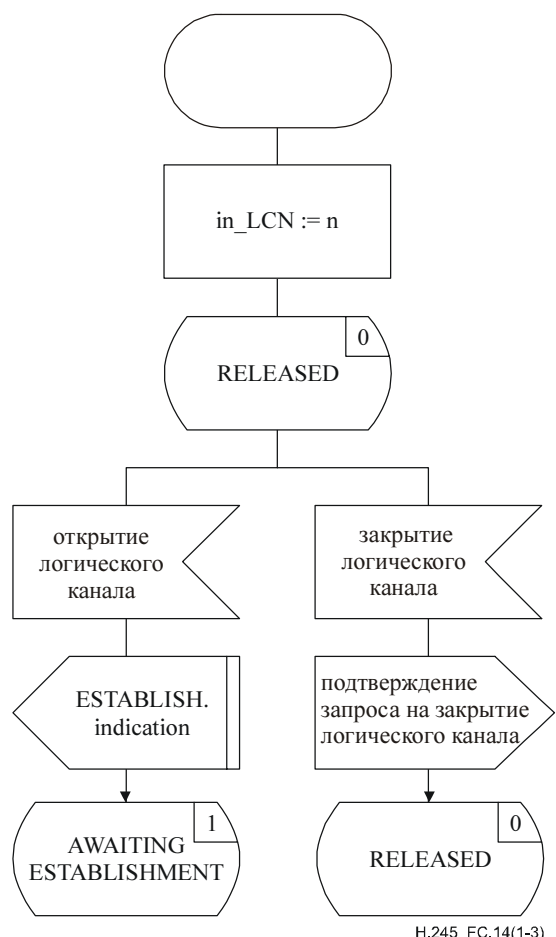 in_LCN := n
0
RELEASED
открытие
логического
канала
закрытие
логического
канала
ESTABLISH.
indication
подтверждение
запроса на закрытие
логического канала
1
AWAITING
ESTABLISHMENT
0
RELEASED
H.245_FC.14(1-3)